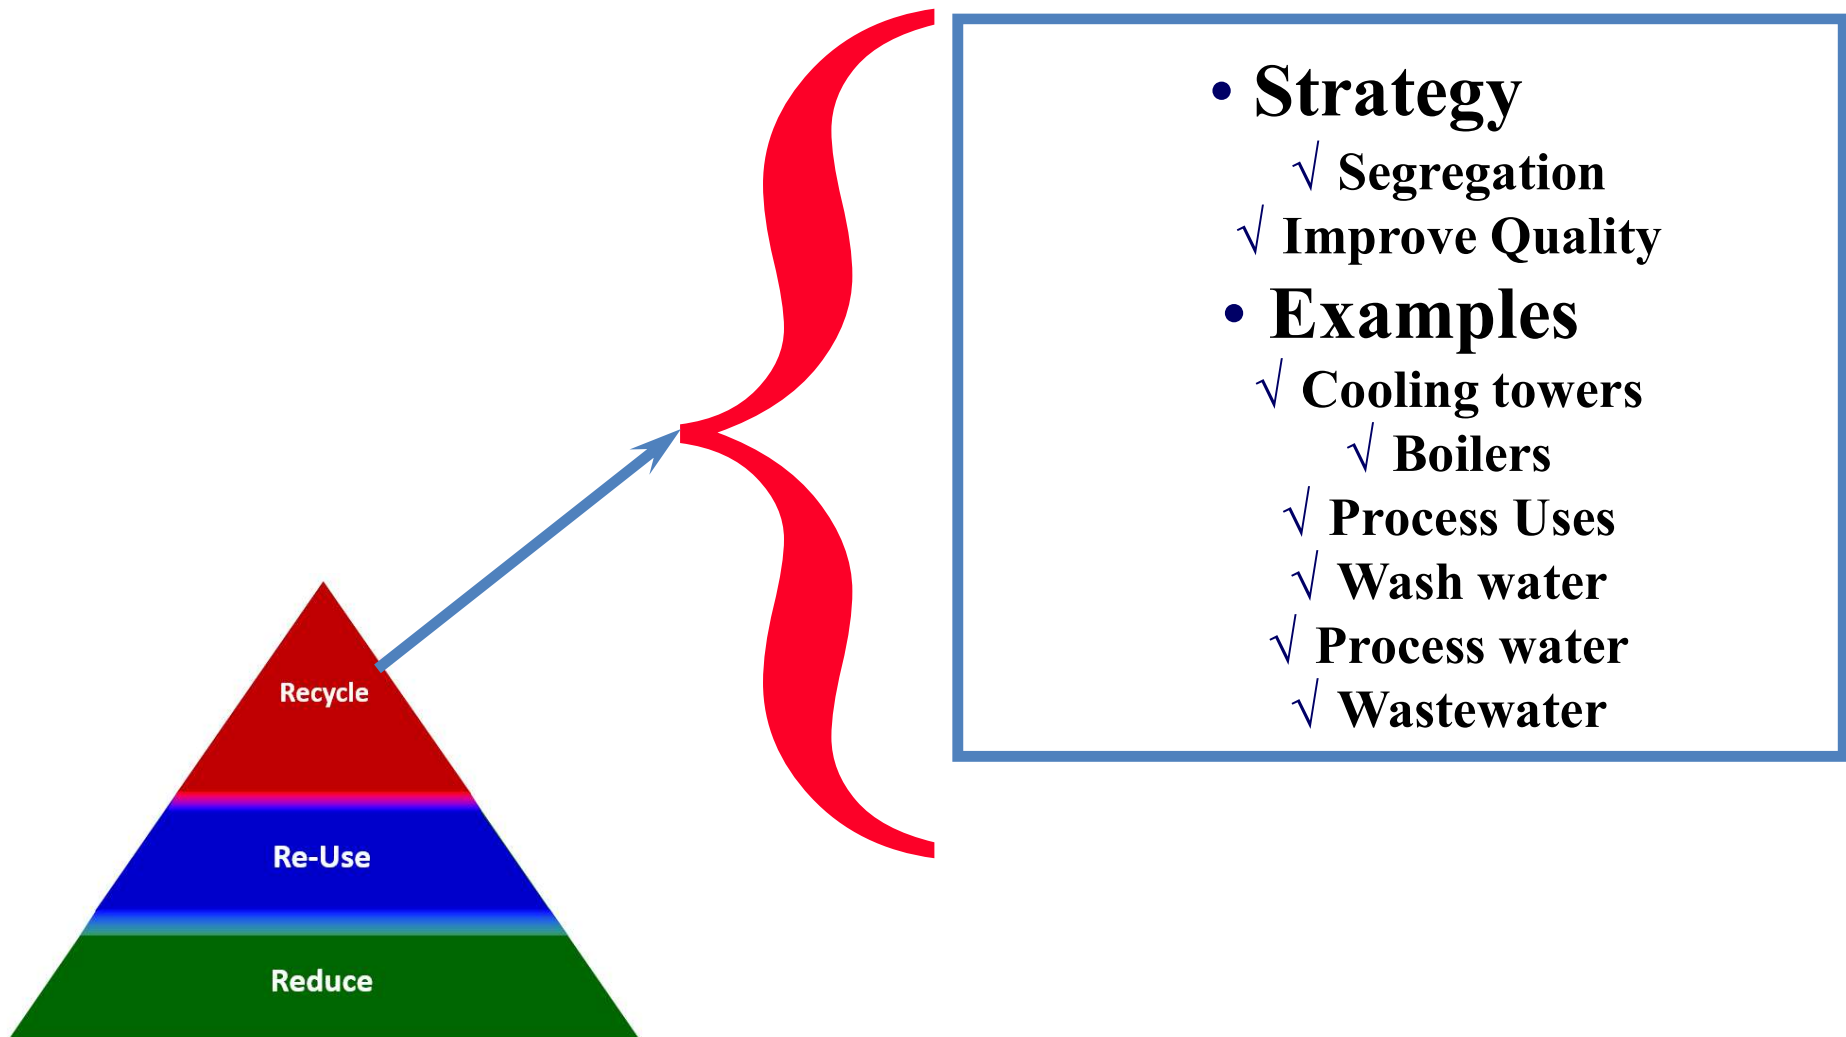 • Strategy
√ Segregation
√ Improve Quality
• Examples
√ Cooling towers
√ Boilers
√ Process Uses
√ Wash water
√ Process water
√ Wastewater
Recycle
Re-Use
Reduce